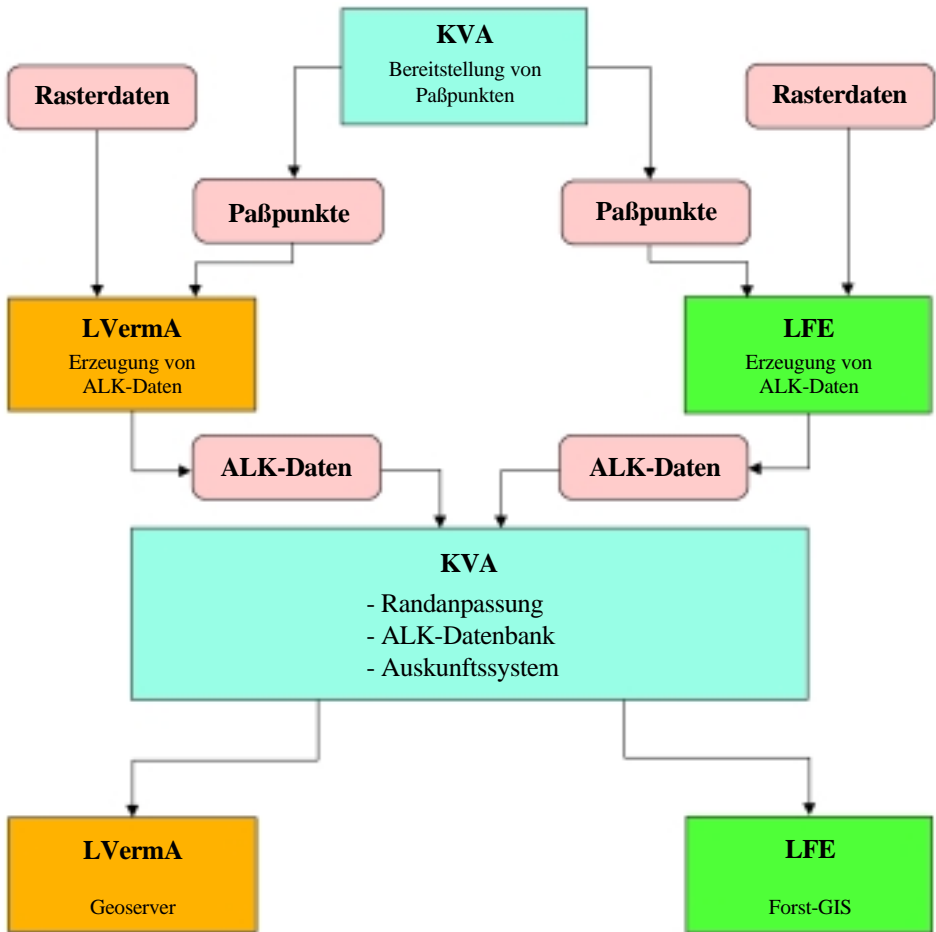 KVA
Bereitstellung von
Paßpunkten
Rasterdaten
Rasterdaten
Paßpunkte
Paßpunkte
LVermA
Erzeugung von
ALK-Daten
LFE
Erzeugung von
ALK-Daten
ALK-Daten
ALK-Daten
KVA
- Randanpassung
- ALK-Datenbank
- Auskunftssystem
LVermA
Geoserver
LFE
Forst-GIS